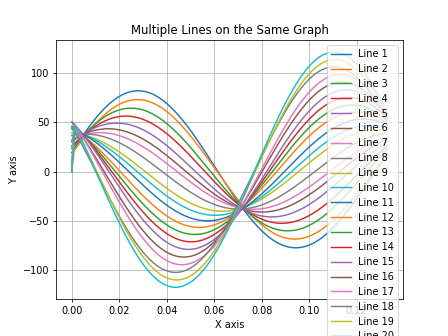 Multiple Lines on the Same Graph
Y axis
100
50
0
−50
−100
0.00
0.02
0.04
0.06
0.08
0.10
X axis
Line 1
Line 2
Line 3
Line 4
Line 5
Line 6
Line 7
Line 8
Line 9
Line 10
Line 11
Line 12
Line 13
Line 14
Line 15
Line 16
Line 17
Line 18
Line 19
Line 20